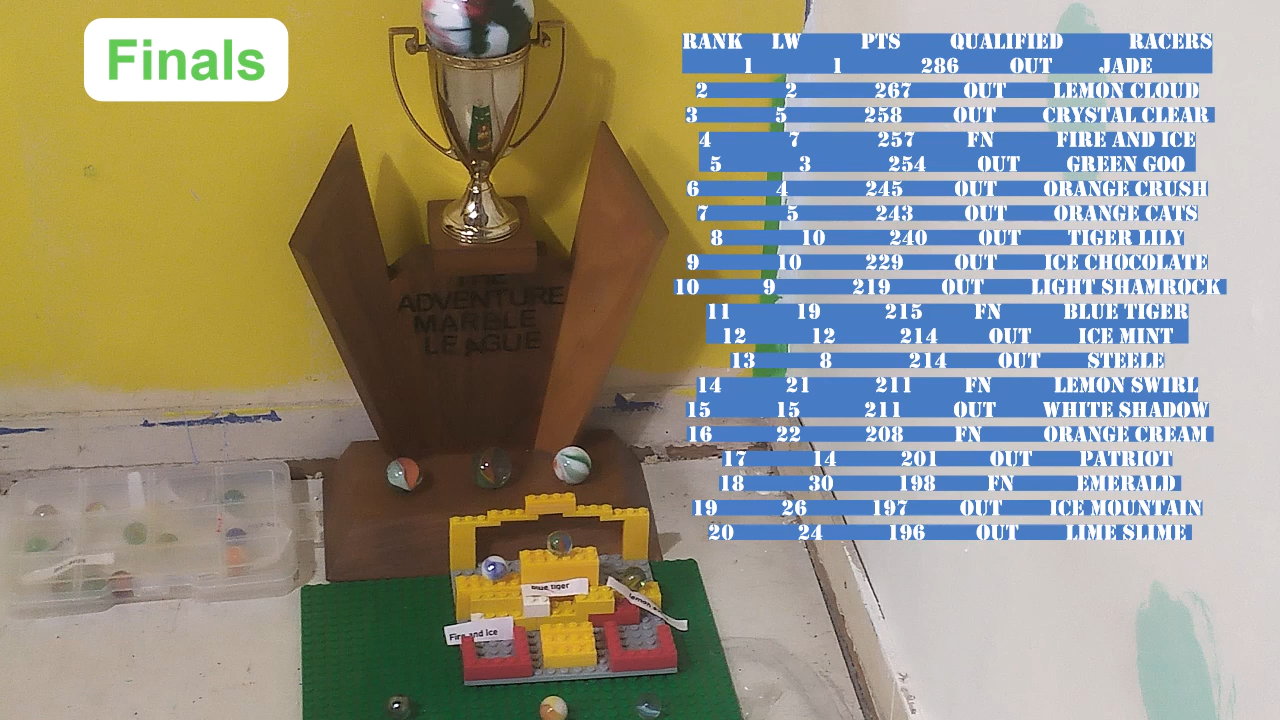 Finals
RANK LW PTS QUALIFIED RACERS
1 1 286 OUT JADE
2 2 267 OUT LEMON CLOUD
3 5 258 OUT CRYSTAL CLEAR
4 7 257 FN FIRE AND ICE
5 3 254 OUT GREEN GOO
6 4 245 OUT ORANGE CRUSH
7 5 243 OUT ORANGE CATS
8 10 240 OUT TIGER LILY
9 10 229 OUT ICE CHOCOLATE
10 9 219 OUT LIGHT SHAMROCK
11 19 215 FN BLUE TIGER
12 12 214 OUT ICE MINT
13 8 214 OUT STEELE
14 21 211 FN LEMON SWIRL
15 15 211 OUT WHITE SHADOW
16 22 208 FN ORANGE CREAM
17 14 201 OUT PATRIOT
18 30 198 FN EMERALD
19 26 197 OUT ICE MOUNTAIN
20 24 196 OUT LIME SLIME
THE
ADVENTURE
MARBLE
LEAGUE
Blue tiger
lemon
Fire and ice